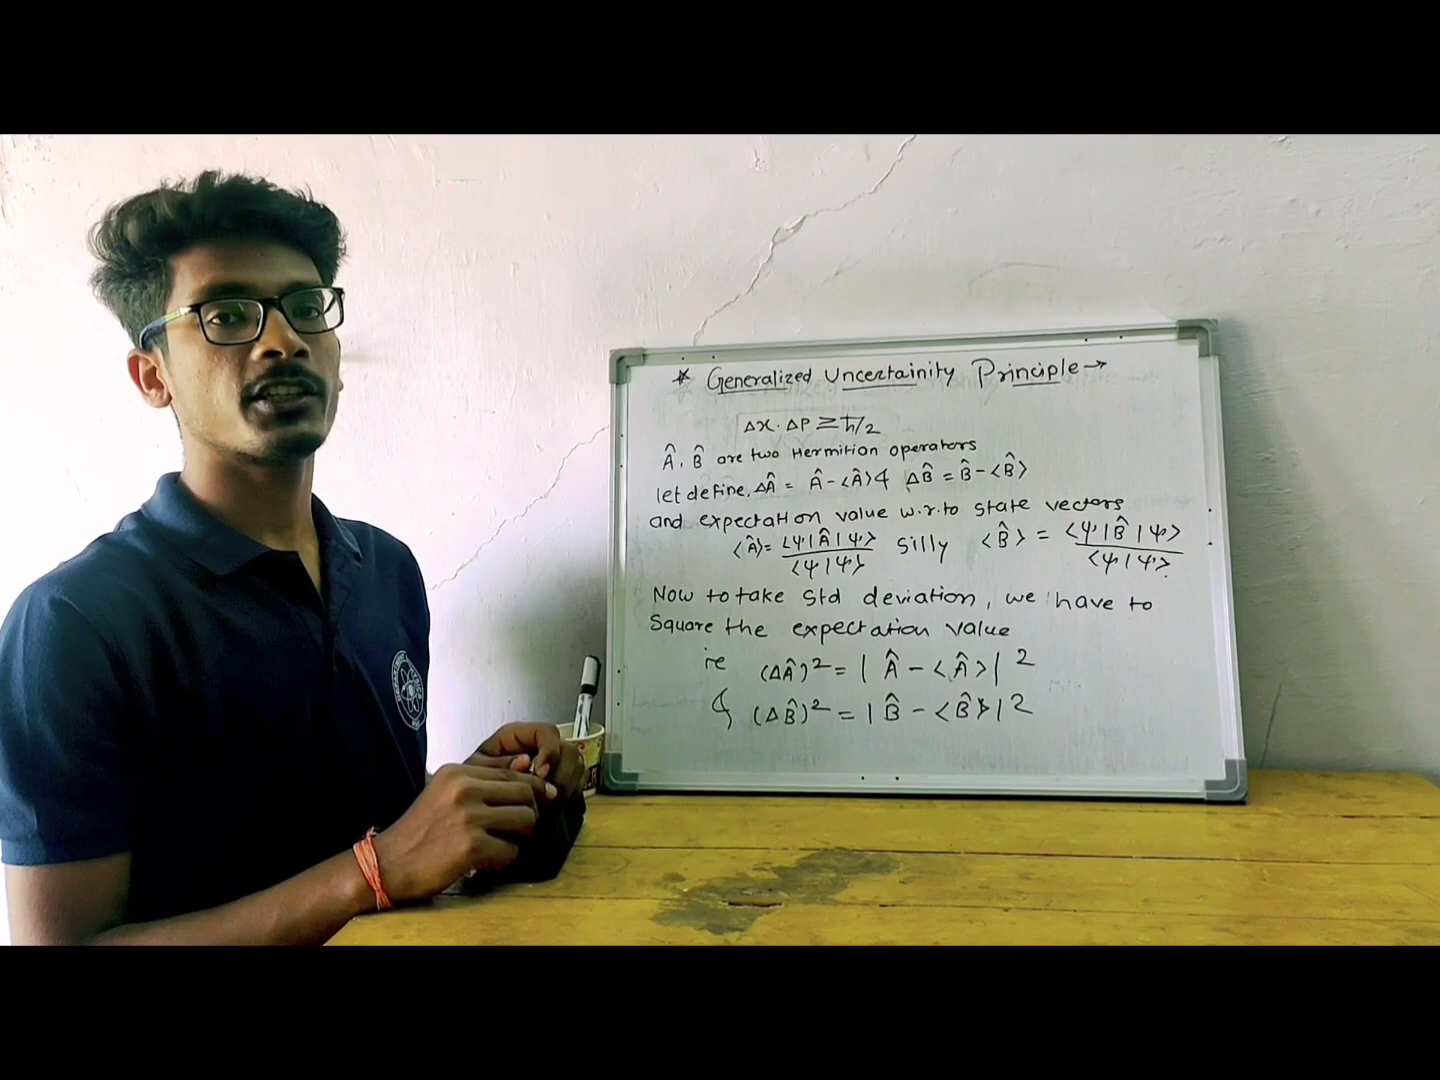 * Generalized Uncertainity Principle →
Δx. ΔP ≥ ħ/2
Â, B̂ are two Hermition operators
let define, ΔÂ = Â - <Â> & ΔB̂ = B̂ - <B̂>
and expectation value w.r.to state vectors
<Â> = <ψ|Â|ψ> / <ψ|ψ> Silly <B̂> = <ψ|B̂|ψ> / <ψ|ψ>
Now to take Std deviation, we have to
Square the expectation value
ie (ΔÂ)² = | Â - <Â>| ²
& (ΔB̂)² = | B̂ - <B̂>| ²